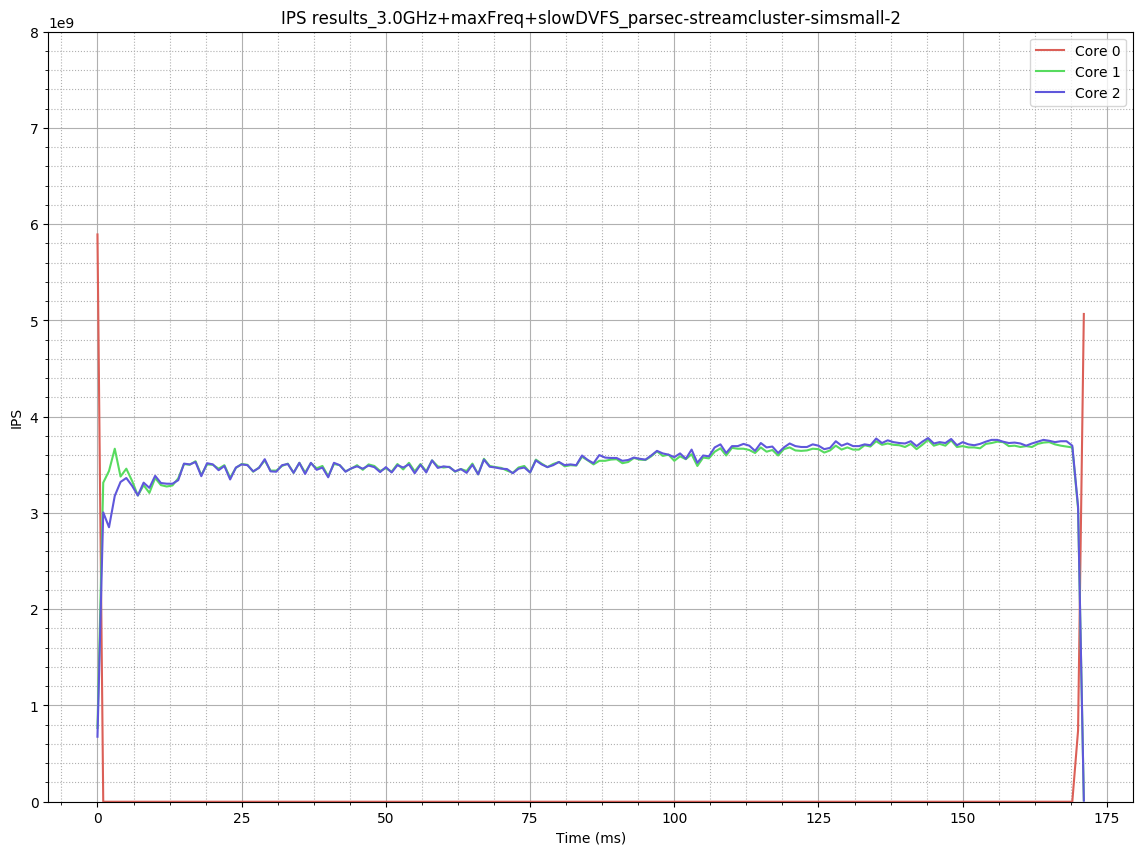 IPS results_3.0GHz+maxFreq+slowDVFS_parsec-streamcluster-simsmall-2
1e9
8
7
6
5
4
3
2
1
0
IPS
Core 0
Core 1
Core 2
0 25 50 75 100 125 150 175
Time (ms)